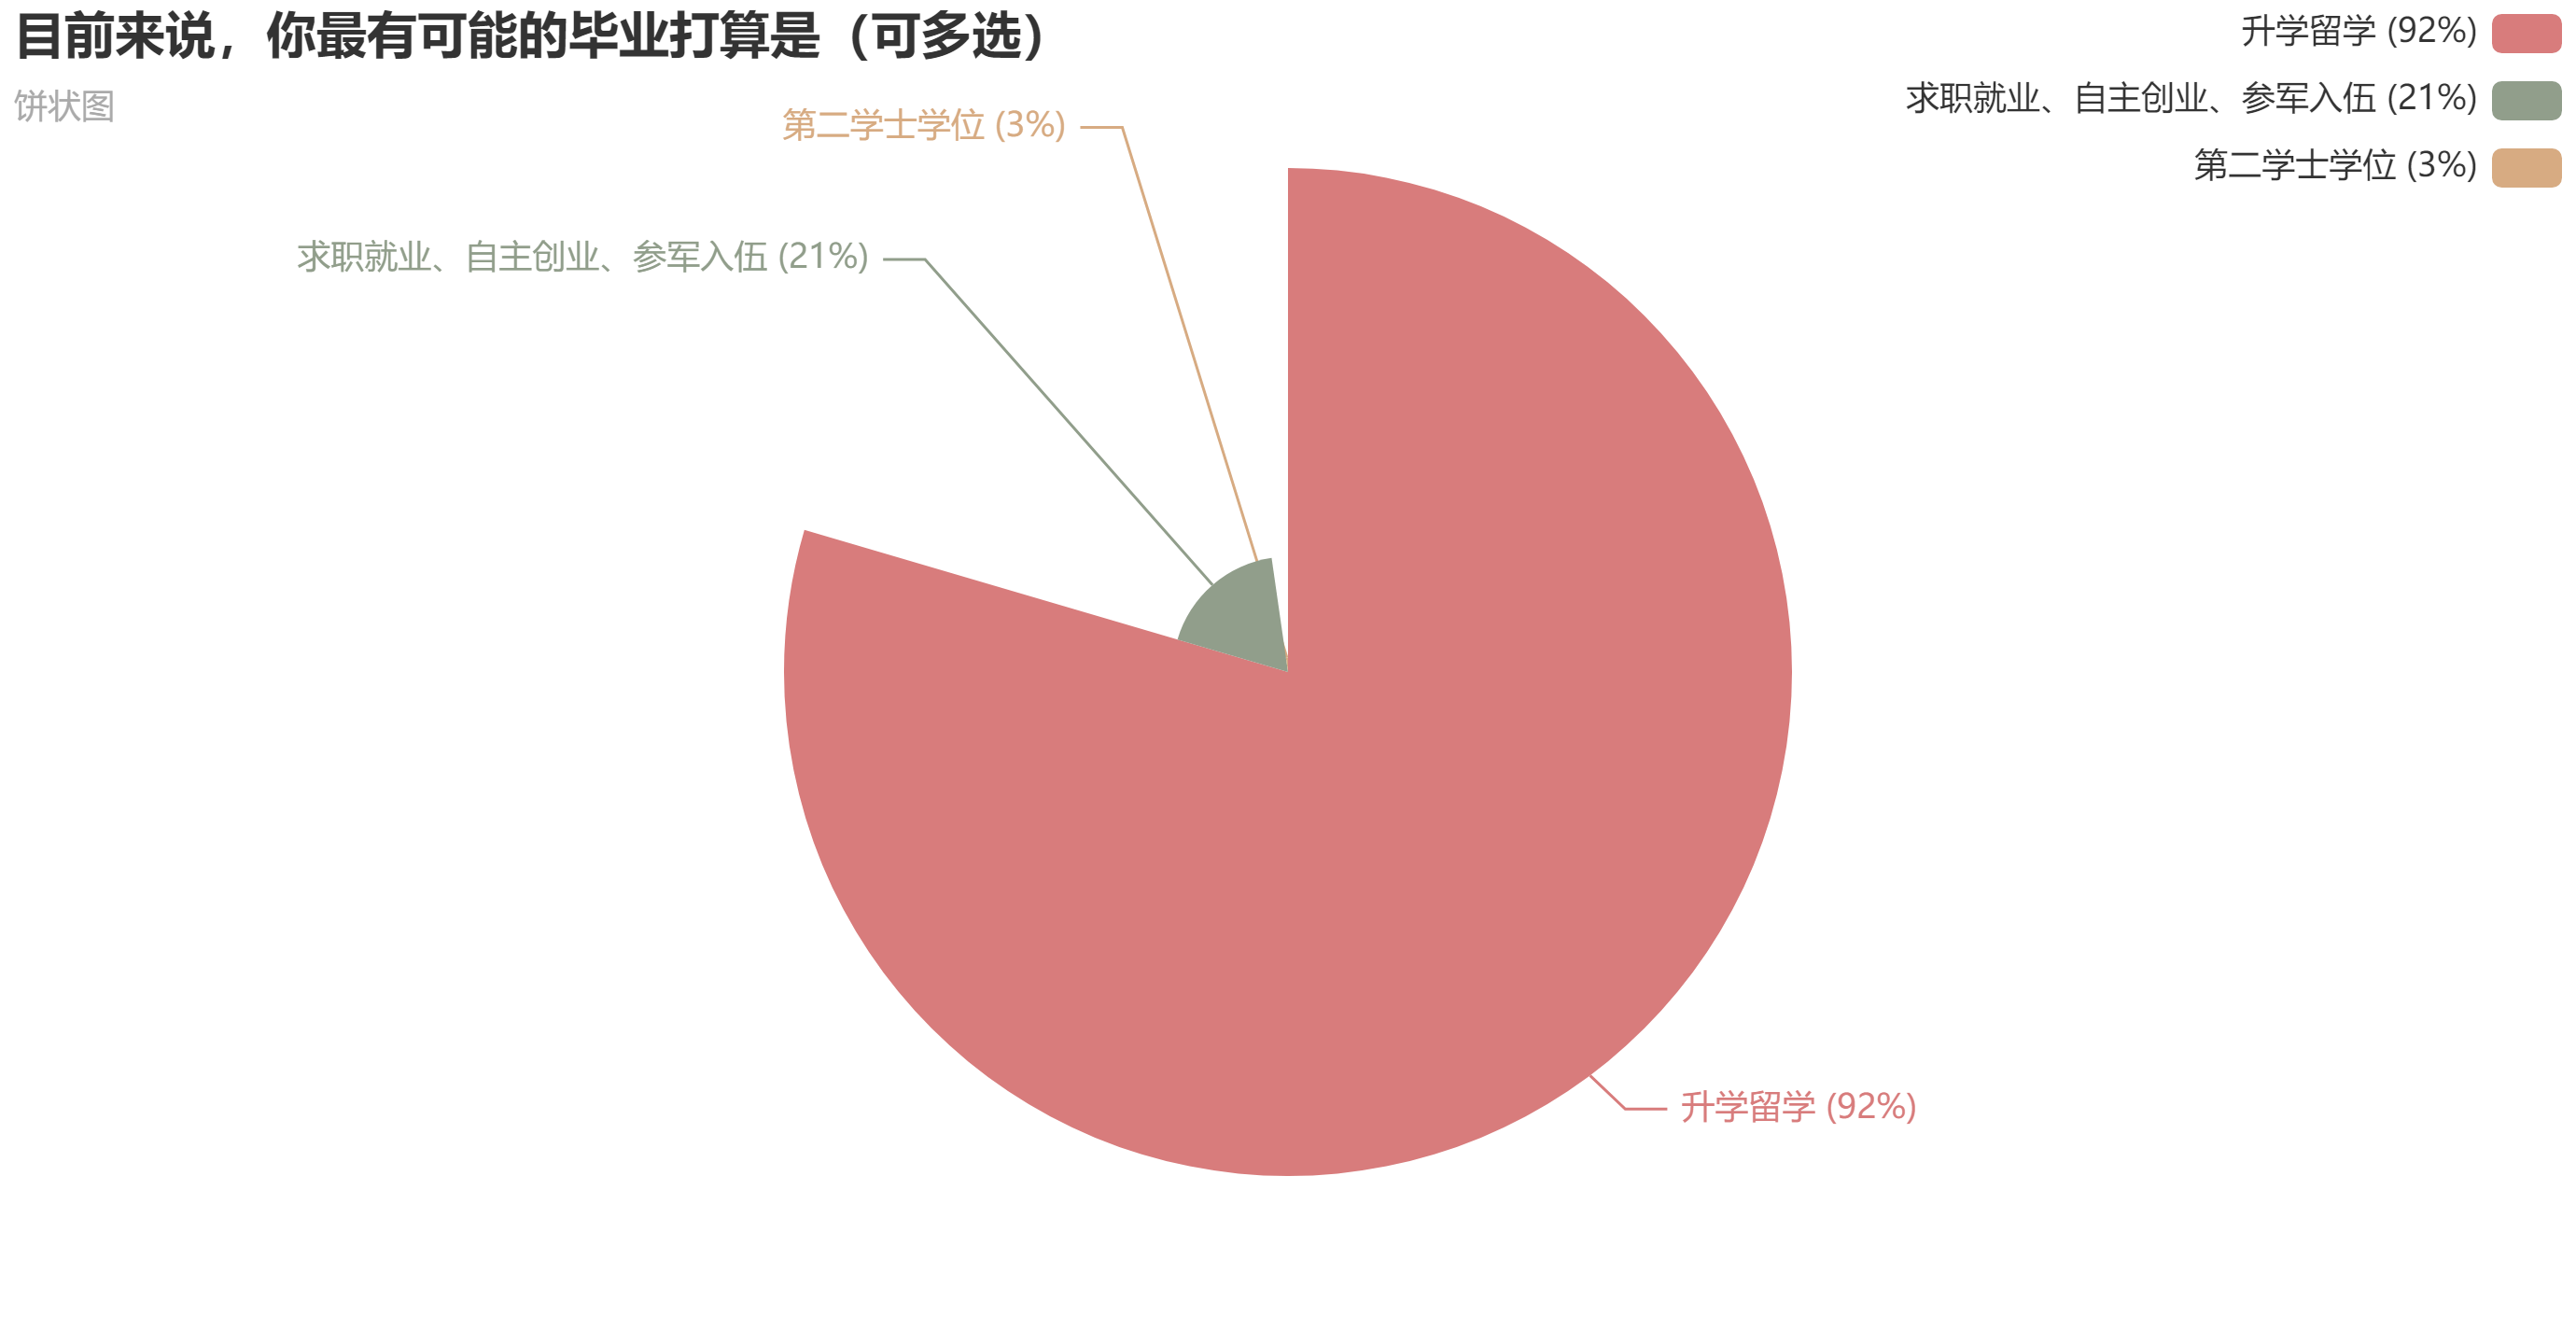 目前来说，你最有可能的毕业打算是（可多选）
饼状图
升学留学 (92%)
求职就业、自主创业、参军入伍 (21%)
第二学士学位 (3%)
第二学士学位 (3%)
求职就业、自主创业、参军入伍 (21%)
升学留学 (92%)